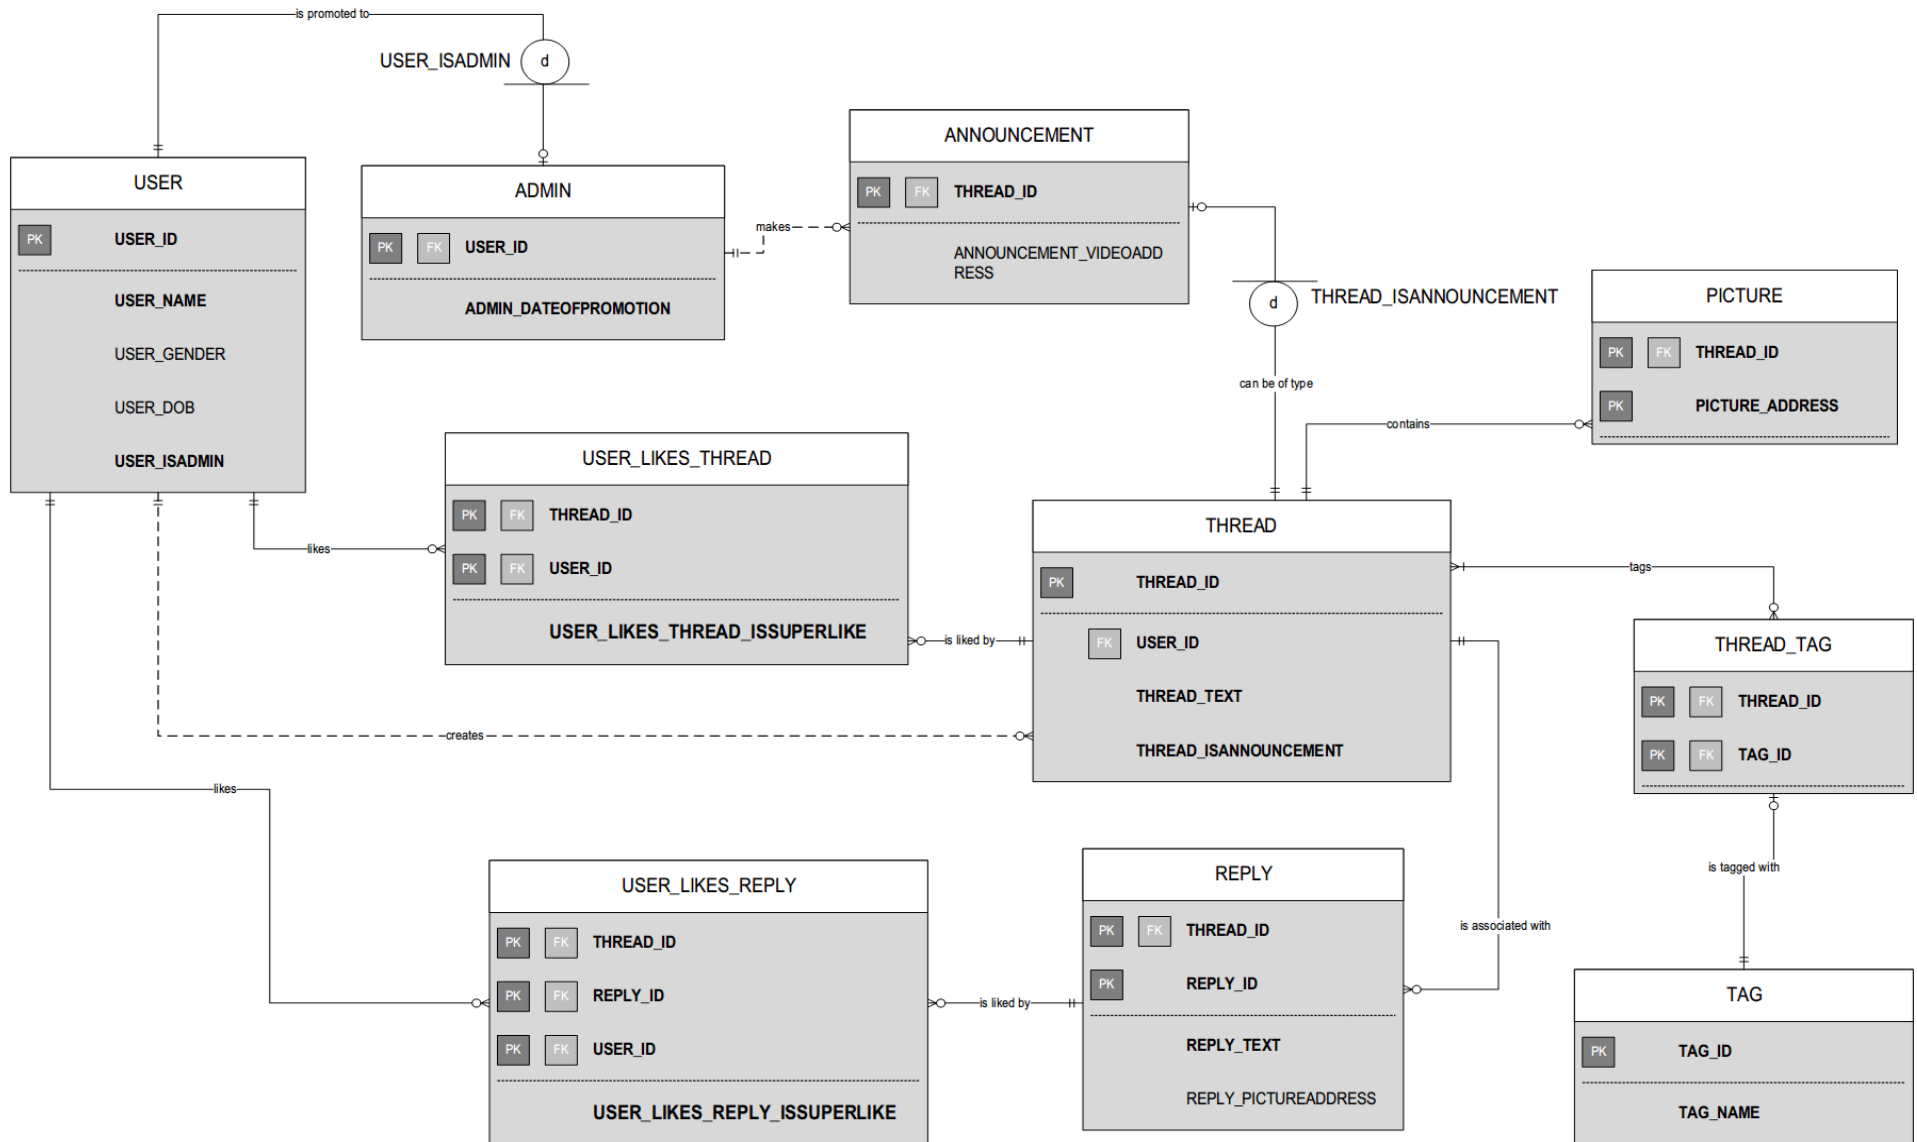 is promoted to
USER_ISADMIN
d
USER
PK
USER_ID
USER_NAME
USER_GENDER
USER_DOB
USER_ISADMIN
ADMIN
PK FK USER_ID
ADMIN_DATEOFPROMOTION
makes
ANNOUNCEMENT
PK FK THREAD_ID
ANNOUNCEMENT_VIDEOADD
RESS
d
THREAD_ISANNOUNCEMENT
can be of type
PICTURE
PK FK THREAD_ID
PK PICTURE_ADDRESS
contains
USER_LIKES_THREAD
PK FK THREAD_ID
PK FK USER_ID
USER_LIKES_THREAD_ISSUPERLIKE
likes
is liked by
THREAD
PK THREAD_ID
FK USER_ID
THREAD_TEXT
THREAD_ISANNOUNCEMENT
tags
creates
THREAD_TAG
PK FK THREAD_ID
PK FK TAG_ID
likes
is tagged with
is associated with
USER_LIKES_REPLY
PK FK THREAD_ID
PK FK REPLY_ID
PK FK USER_ID
USER_LIKES_REPLY_ISSUPERLIKE
is liked by
REPLY
PK FK THREAD_ID
PK REPLY_ID
REPLY_TEXT
REPLY_PICTUREADDRESS
TAG
PK TAG_ID
TAG_NAME